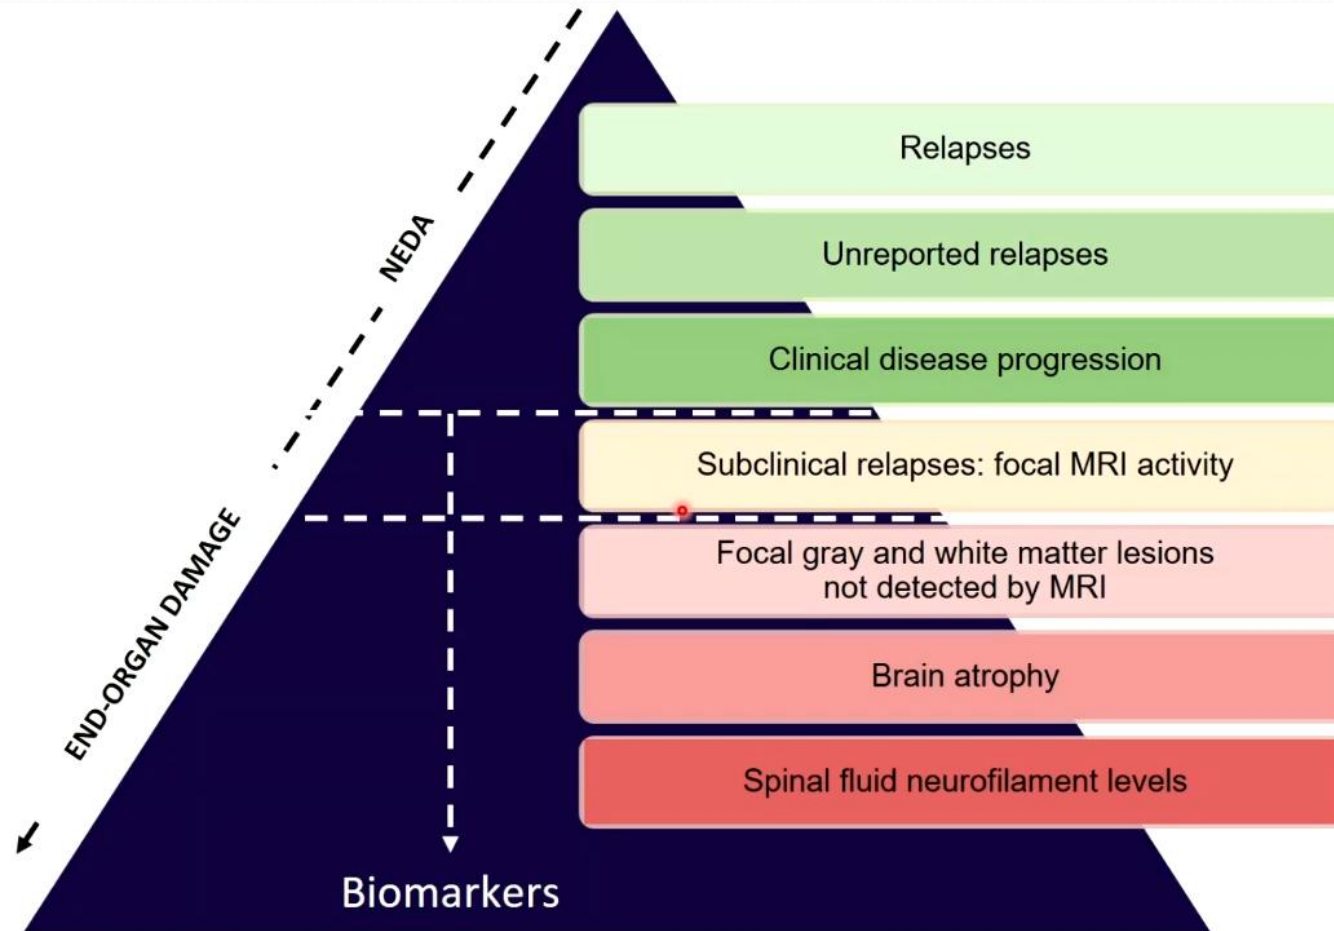 NEDA
END-ORGAN DAMAGE
Relapses
Unreported relapses
Clinical disease progression
Subclinical relapses: focal MRI activity
Focal gray and white matter lesions
not detected by MRI
Brain atrophy
Spinal fluid neurofilament levels
Biomarkers